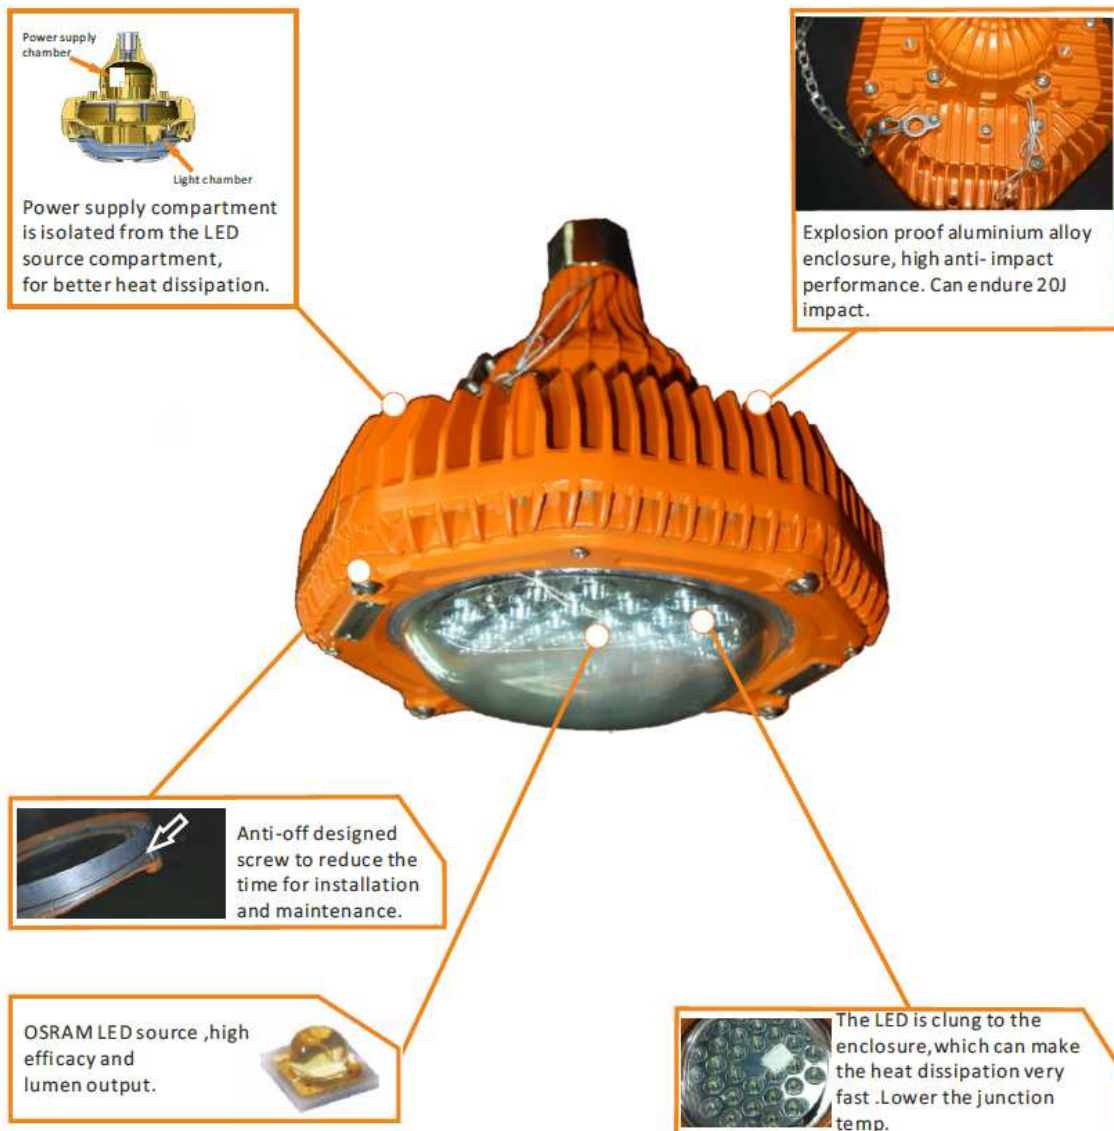 Power supply
chamber
Light chamber
Power supply compartment
is isolated from the LED
source compartment,
for better heat dissipation.
Explosion proof aluminium alloy
enclosure, high anti- impact
performance. Can endure 20J
impact.
Anti-off designed
screw to reduce the
time for installation
and maintenance.
OSRAM LED source ,high
efficacy and
lumen output.
The LED is clung to the
enclosure,which can make
the heat dissipation very
fast .Lower the junction
temp.